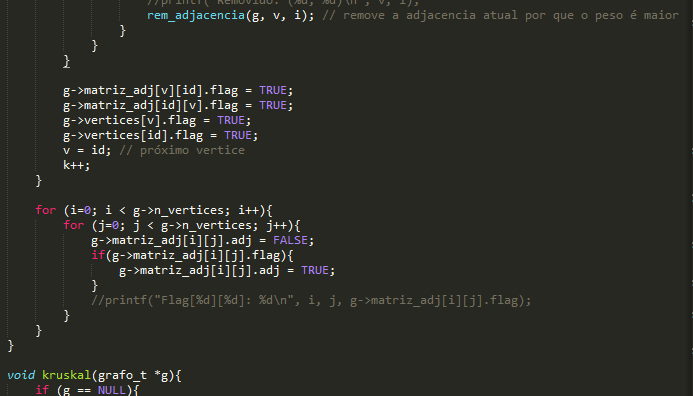 //printf("Removido: (%d, %d)\n", v, i);
rem_adjacencia(g, v, i); // remove a adjacencia atual por que o peso é maior
}
}
}
g->matriz_adj[v][id].flag = TRUE;
g->matriz_adj[id][v].flag = TRUE;
g->vertices[v].flag = TRUE;
g->vertices[id].flag = TRUE;
v = id; // próximo vertice
k++;
}
for (i=0; i < g->n_vertices; i++){
for (j=0; j < g->n_vertices; j++){
g->matriz_adj[i][j].adj = FALSE;
if(g->matriz_adj[i][j].flag){
g->matriz_adj[i][j].adj = TRUE;
}
//printf("Flag[%d][%d]: %d\n", i, j, g->matriz_adj[i][j].flag);
}
}
}
void kruskal(grafo_t *g){
if (g == NULL){